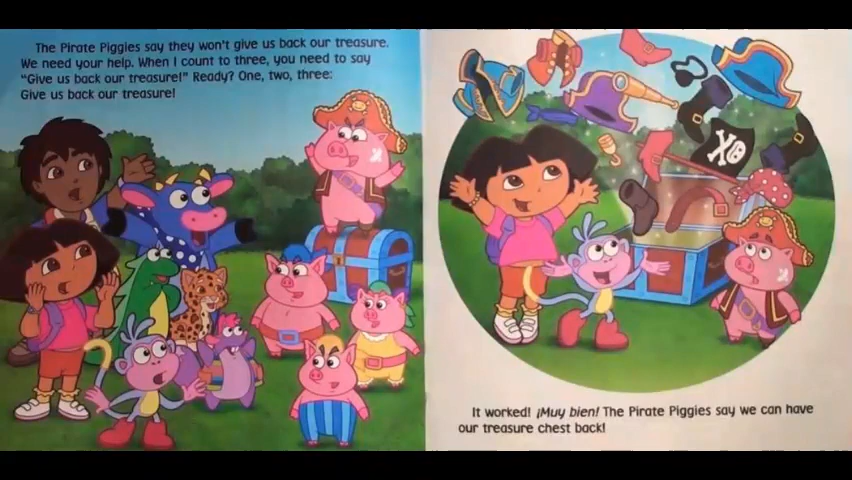 The Pirate Piggies say they won't give us back our treasure.
We need your help. When I count to three, you need to say
"Give us back our treasure!" Ready? One, two, three:
Give us back our treasure!
It worked! ¡Muy bien! The Pirate Piggies say we can have
our treasure chest back!